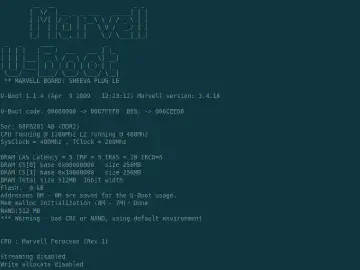 ** MARVELL BOARD: SHEEVA PLUG LE
U-Boot 1.1.4 (Apr 9 2009 - 12:23:12) Marvell version: 3.4.16
U-Boot code: 00600000 -> 0067FFF0 BSS: -> 006CEE80
Soc: 88F6281 A0 (DDR2)
CPU running @ 1200Mhz L2 running @ 400Mhz
SysClock = 400Mhz , TClock = 200Mhz
DRAM CAS Latency = 5 tRP = 5 tRAS = 18 tRCD=6
DRAM CS[0] base 0x00000000 size 256MB
DRAM CS[1] base 0x10000000 size 256MB
DRAM Total size 512MB 16bit width
Flash: 0 kB
Addresses 8M - 0M are saved for the U-Boot usage.
Mem malloc Initialization (8M - 7M): Done
NAND:512 MB
*** Warning - bad CRC or NAND, using default environment
CPU : Marvell Feroceon (Rev 1)
Streaming disabled
Write allocate disabled